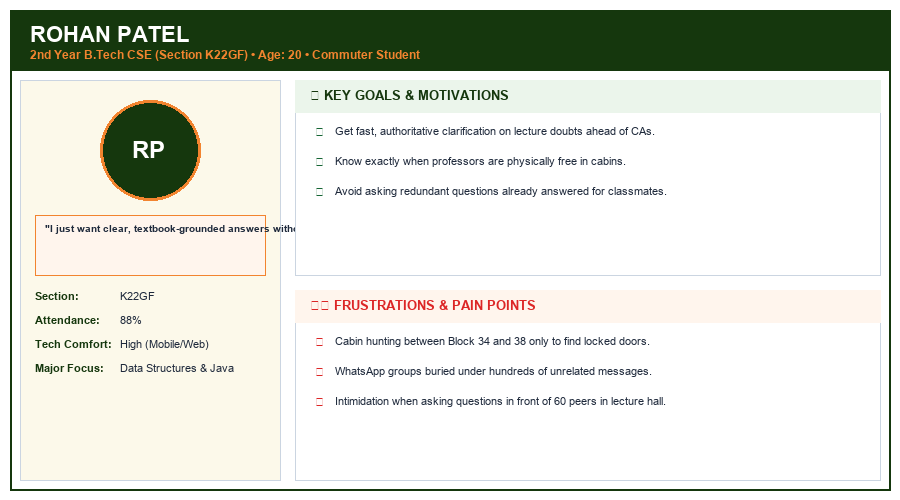 ROHAN PATEL
2nd Year B.Tech CSE (Section K22GF) • Age: 20 • Commuter Student
RP
"I just want clear, textbook-grounded answers
Section: K22GF
Attendance: 88%
Tech Comfort: High (Mobile/Web)
Major Focus: Data Structures & Java
KEY GOALS & MOTIVATIONS
Get fast, authoritative clarification on lecture doubts ahead of CAs.
Know exactly when professors are physically free in cabins.
Avoid asking redundant questions already answered for classmates.
FRUSTRATIONS & PAIN POINTS
Cabin hunting between Block 34 and 38 only to find locked doors.
WhatsApp groups buried under hundreds of unrelated messages.
Intimidation when asking questions in front of 60 peers in lecture hall.